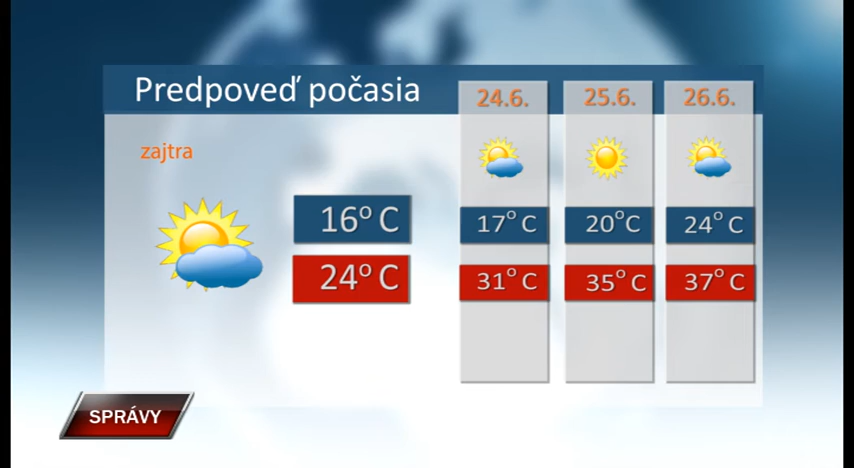 Predpoveď počasia
zajtra
16° C
24° C
24.6.
17° C
31° C
25.6.
20°C
35° C
26.6.
24° C
37° C
SPRÁVY